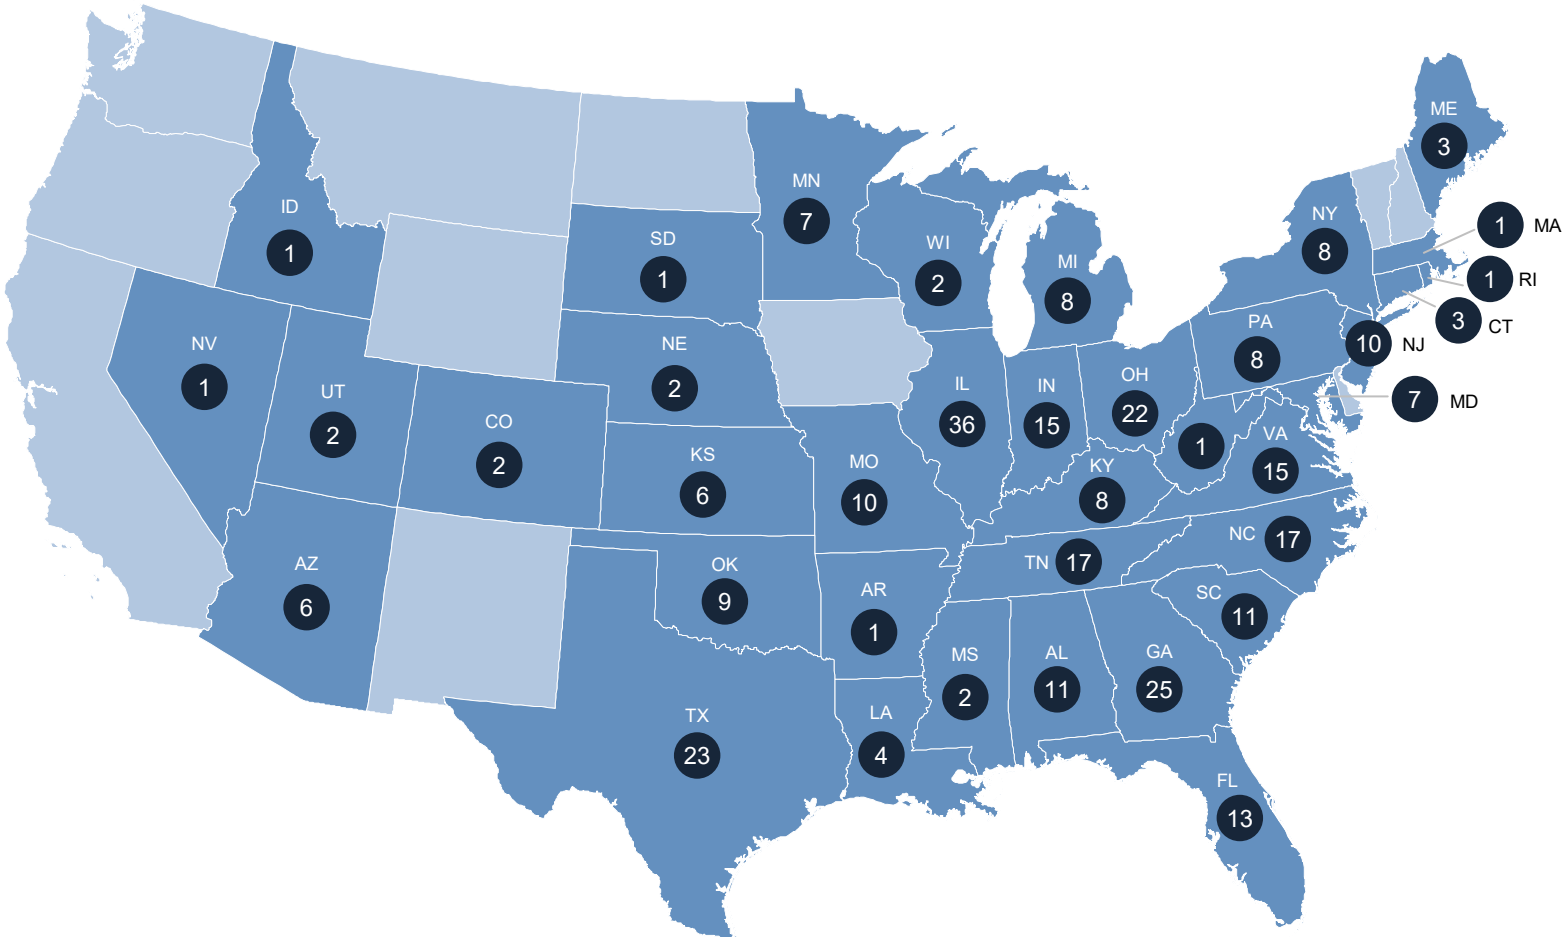 ME
3
MN
7
ID
1
NY
8
1 MA
SD
1
WI
2
MI
8
1 RI
3 CT
NV
1
NE
2
PA
8
10 NJ
UT
2
CO
2
IL
36
IN
15
OH
22
7 MD
KS
6
MO
10
KY
8
1
VA
15
AZ
6
OK
9
AR
1
TN 17
NC 17
SC
11
TX
23
LA
4
MS
2
AL
11
GA
25
FL
13